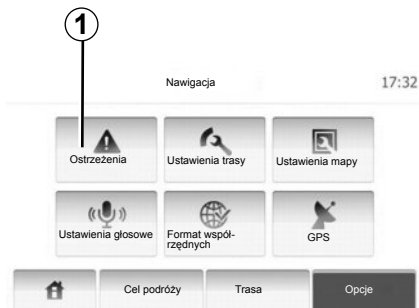 1
Nawigacja 17:32
Ostrzeżenia Ustawienia trasy Ustawienia mapy
Ustawienia głosowe Format współ-
rzędnych GPS
Cel podróży Trasa Opcje